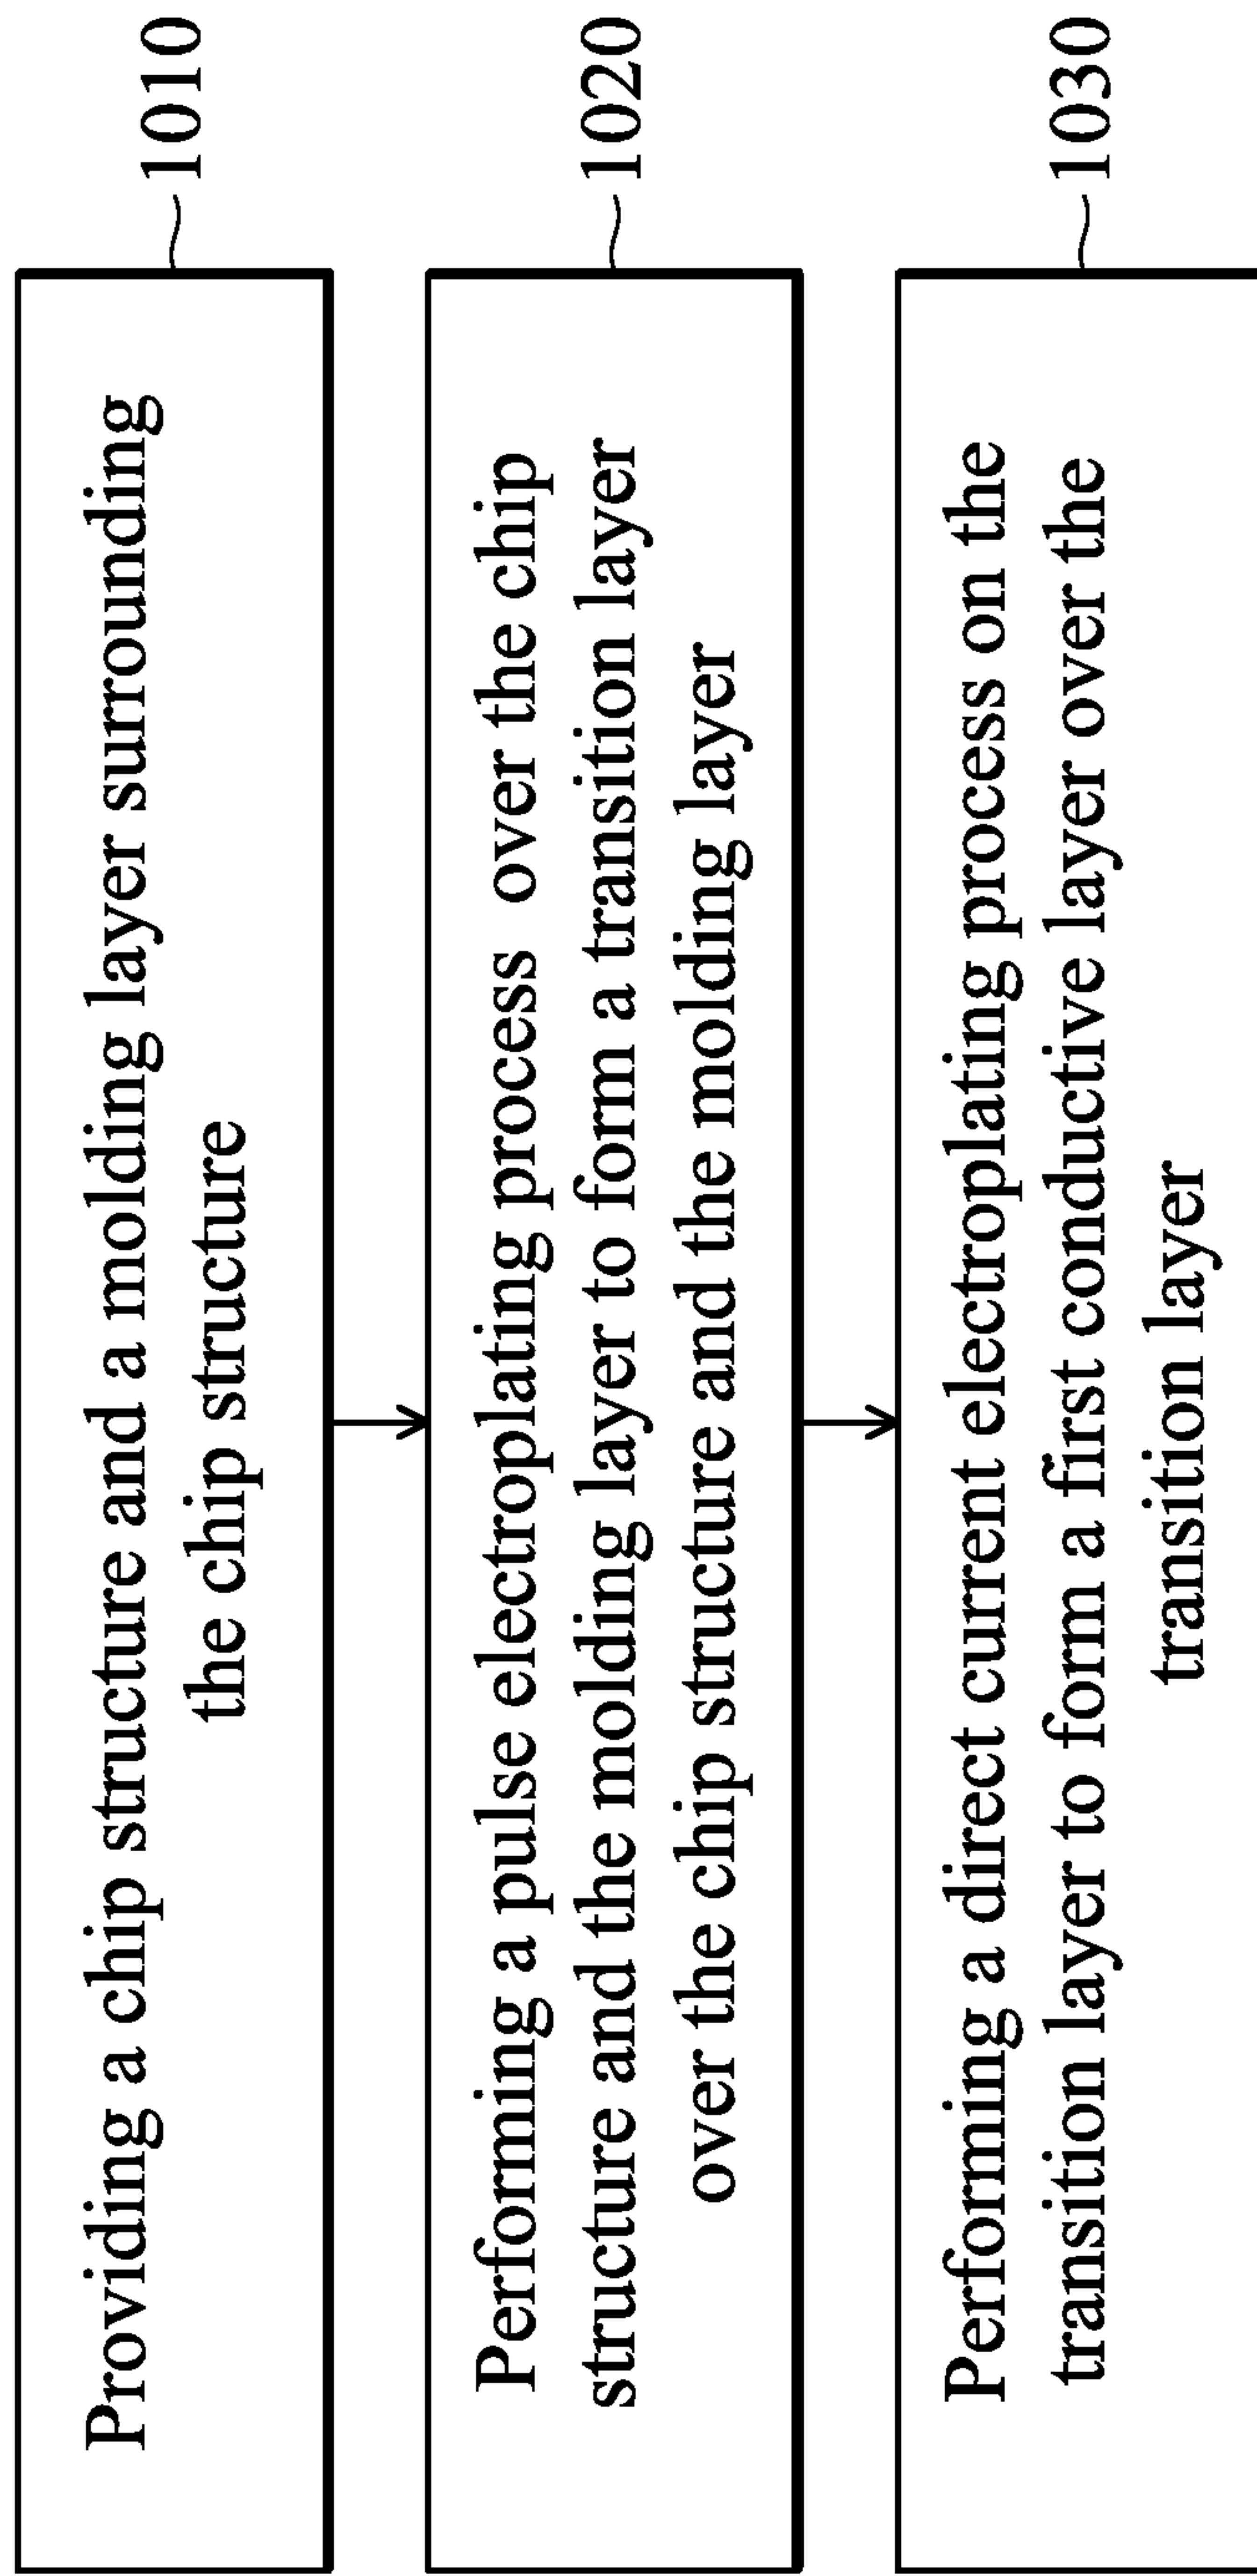 Providing a chip structure and a molding layer surrounding
the chip structure
1010
Performing a pulse electroplating process over the chip
structure and the molding layer to form a transition layer
over the chip structure and the molding layer
1020
Performing a direct current electroplating process on the
transition layer to form a first conductive layer over the
transition layer
1030